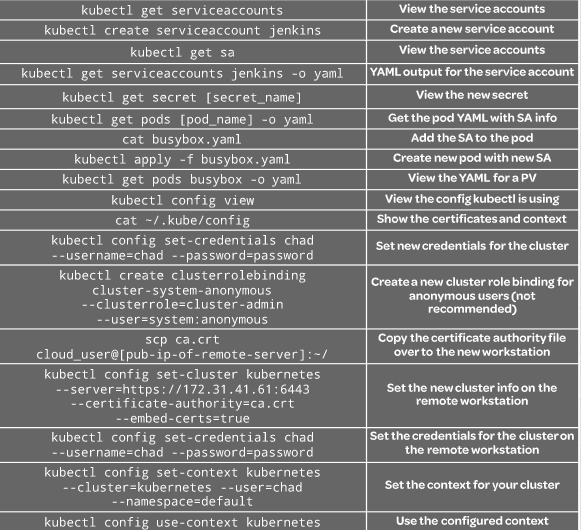 kubectl get serviceaccounts
View the service accounts
kubectl create serviceaccount jenkins
Create a new service account
kubectl get sa
View the service accounts
kubectl get serviceaccounts jenkins -o yaml
YAML output for the service account
kubectl get secret [secret_name]
View the new secret
kubectl get pods [pod_name] -o yaml
Get the pod YAML with SA info
cat busybox.yaml
Add the SA to the pod
kubectl apply -f busybox.yaml
Create new pod with new SA
kubectl get pods busybox -o yaml
View the YAML for a PV
kubectl config view
View the config kubectl is using
cat ~/.kube/config
Show the certificates and context
kubectl config set-credentials chad
--username=chad --password=password
Set new credentials for the cluster
kubectl create clusterrolebinding
cluster-system-anonymous
--clusterrole=cluster-admin
--user=system:anonymous
Create a new cluster role binding for
anonymous users (not
recommended)
scp ca.crt
cloud_user@[pub-ip-of-remote-server]:~/
Copy the certificate authority file
over to the new workstation
kubectl config set-cluster kubernetes
--server=https://172.31.41.61:6443
--certificate-authority=ca.crt
--embed-certs=true
Set the new cluster info on the
remote workstation
kubectl config set-credentials chad
--username=chad --password=password
Set the credentials for the cluster on
the remote workstation
kubectl config set-context kubernetes
--cluster=kubernetes --user=chad
--namespace=default
Set the context for your cluster
kubectl config use-context kubernetes
Use the configured context